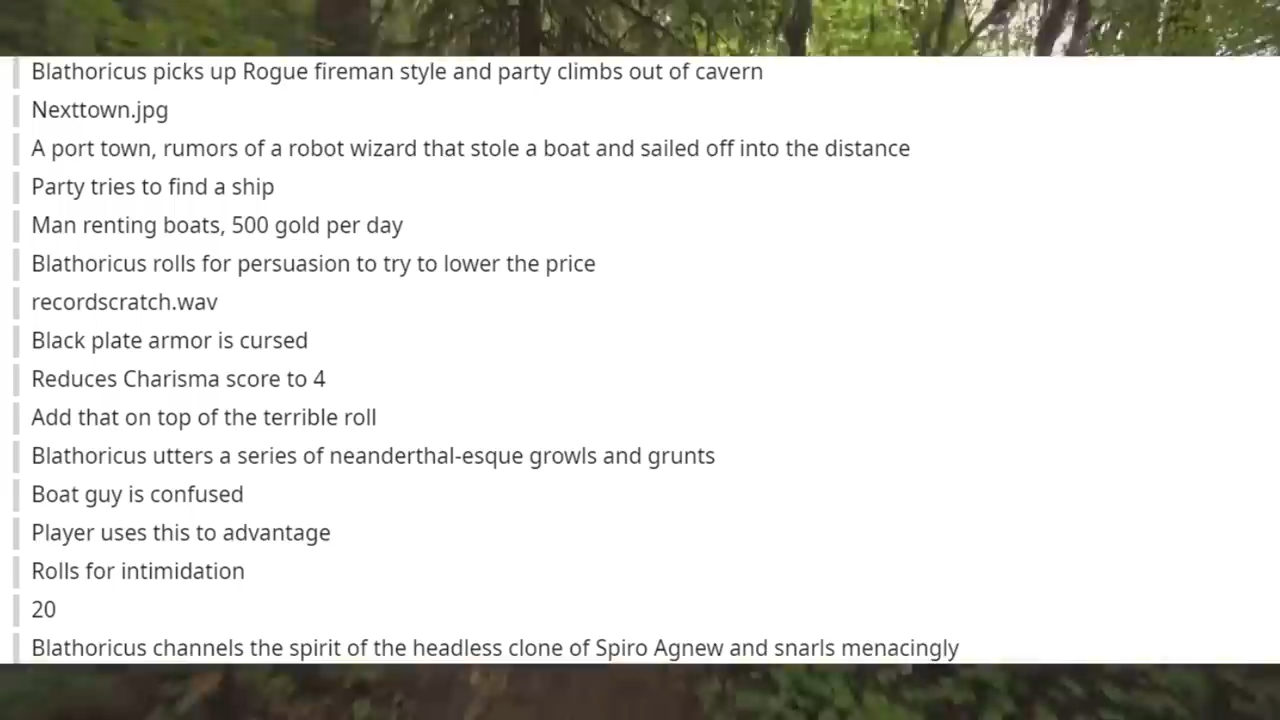 Blathoricus picks up Rogue fireman style and party climbs out of cavern
Nexttown.jpg
A port town, rumors of a robot wizard that stole a boat and sailed off into the distance
Party tries to find a ship
Man renting boats, 500 gold per day
Blathoricus rolls for persuasion to try to lower the price
recordscratch.wav
Black plate armor is cursed
Reduces Charisma score to 4
Add that on top of the terrible roll
Blathoricus utters a series of neanderthal-esque growls and grunts
Boat guy is confused
Player uses this to advantage
Rolls for intimidation
20
Blathoricus channels the spirit of the headless clone of Spiro Agnew and snarls menacingly